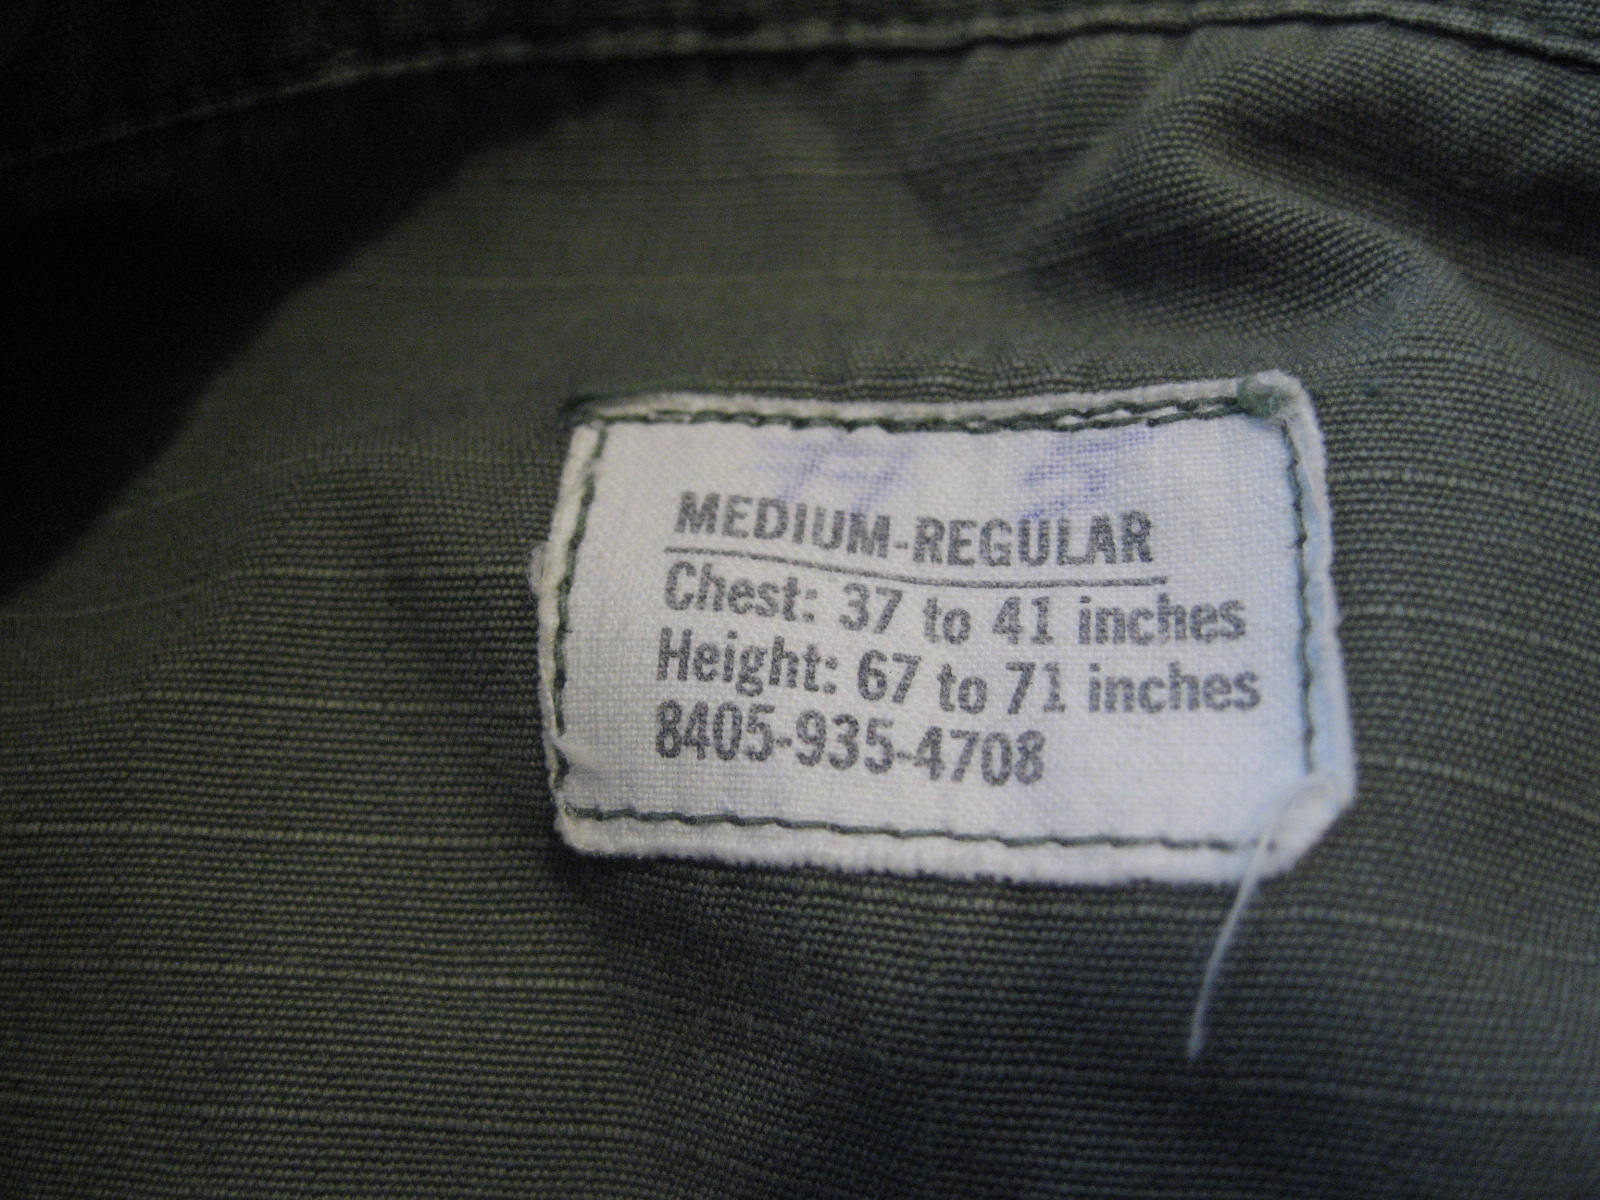 MEDIUM-REGULAR
Chest: 37 to 41 inches
Height: 67 to 71 inches
8405-935-4708